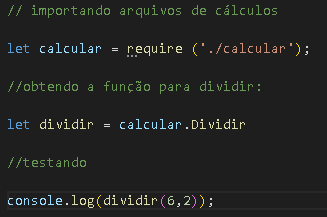 // importando arquivos de cálculos
let calcular = require ('./calcular');
//obtendo a função para dividir:
let dividir = calcular.Dividir
//testando
console.log(dividir(6,2));